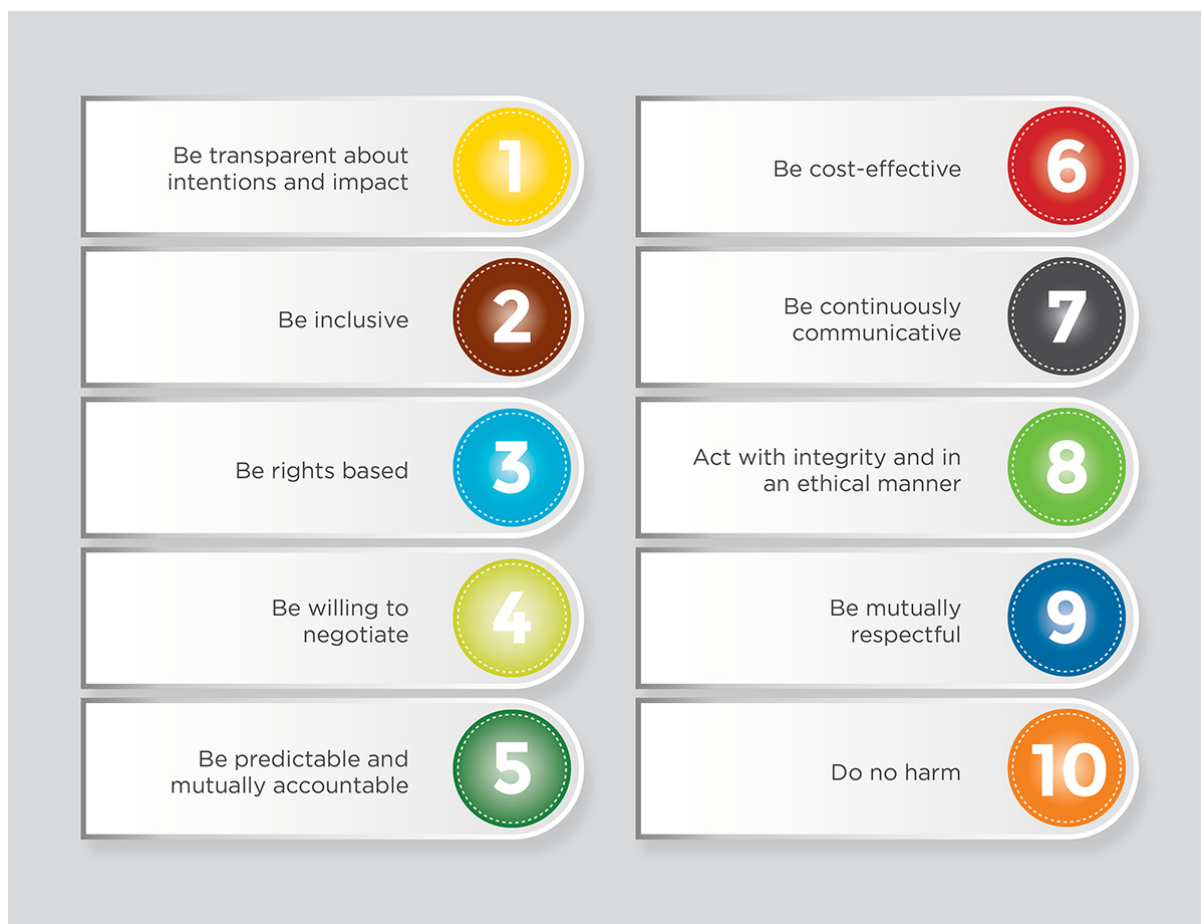 Be transparent about
intentions and impact
1
Be inclusive
2
Be rights based
3
Be willing to
negotiate
4
Be predictable and
mutually accountable
5
Be cost-effective
6
Be continuously
communicative
7
Act with integrity and in
an ethical manner
8
Be mutually
respectful
9
Do no harm
10